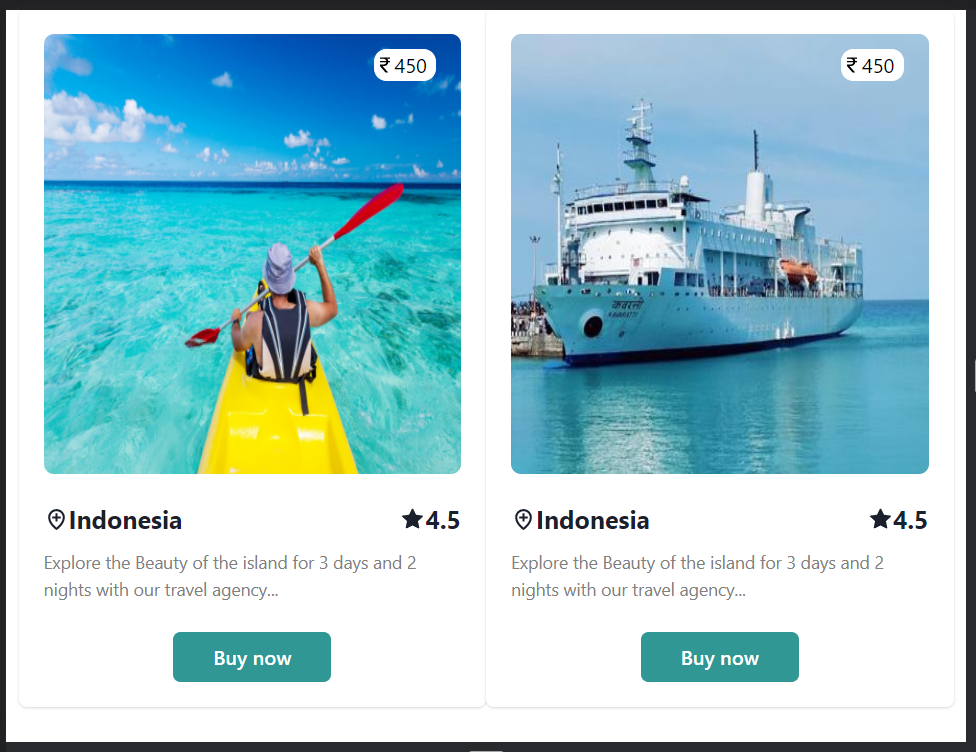 ₹ 450
Indonesia
4.5
Explore the Beauty of the island for 3 days and 2
nights with our travel agency...
Buy now
₹ 450
कवरत्ती
KAVARATTI
Indonesia
4.5
Explore the Beauty of the island for 3 days and 2
nights with our travel agency...
Buy now